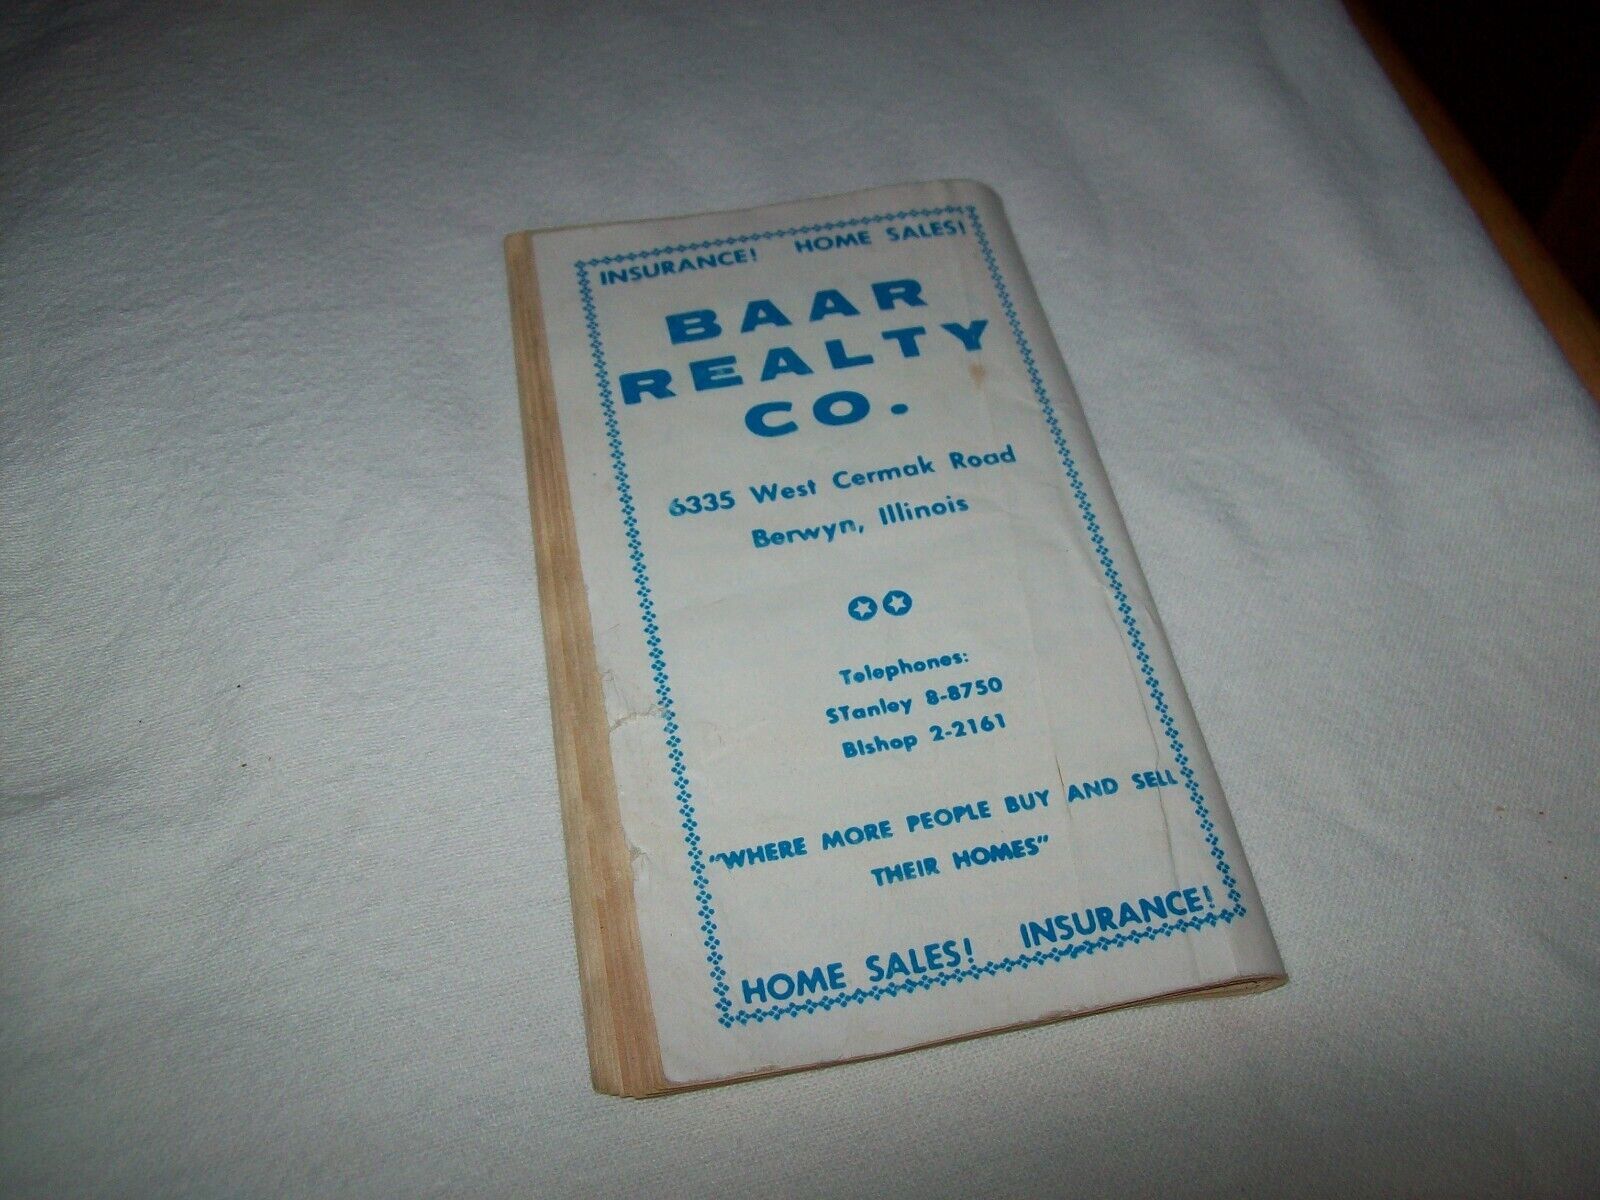 INSURANCE! HOME SALES!
BAAR
REALTY
CO.
6335 West Cermak Road
Berwyn, Illinois
Telephones:
STanley 8-8750
BIshop 2-2161
"WHERE MORE PEOPLE BUY AND SELL
THEIR HOMES"
HOME SALES! INSURANCE!